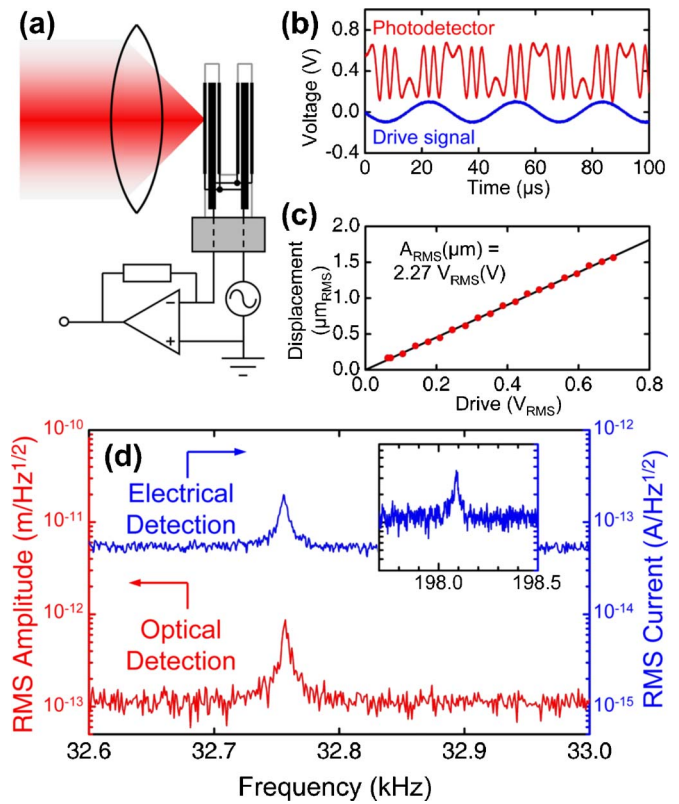 (a)
− 
+
(b)
Photodetector
Drive signal
Voltage (V)
0.8
0.4
0.0
-0.4
0 20 40 60 80 100
Time (μs)
(c)
A_RMS(μm) =
2.27 V_RMS(V)
Displacement
(μm_RMS)
2.0
1.5
1.0
0.5
0
0 0.2 0.4 0.6 0.8
Drive (V_RMS)
(d)
Electrical
Detection
Optical
Detection
RMS Amplitude (m/Hz^1/2)
10^-10
10^-11
10^-12
10^-13
RMS Current (A/Hz^1/2)
10^-12
10^-13
10^-14
10^-15
198.0 198.5
32.6 32.7 32.8 32.9 33.0
Frequency (kHz)